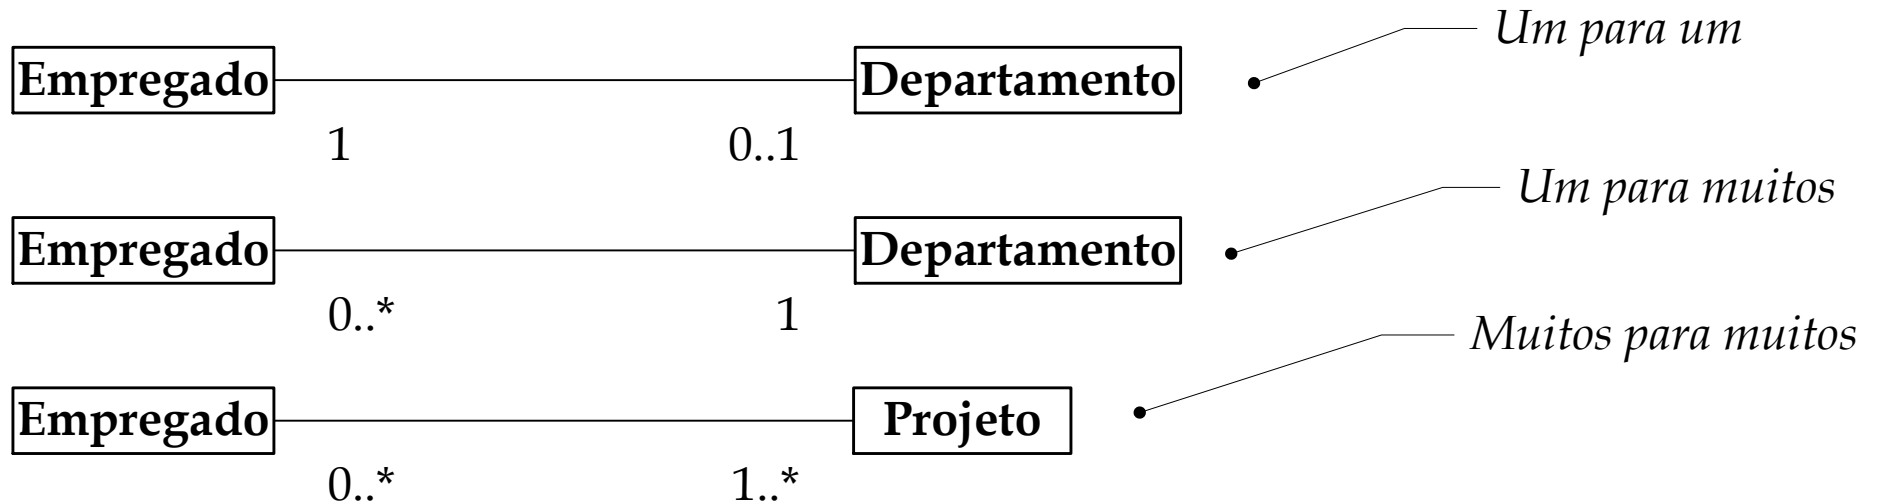 Um para um
Empregado
Departamento
1
0..1
Um para muitos
Empregado
Departamento
0..*
1
Muitos para muitos
Empregado
Projeto
0..*
1..*